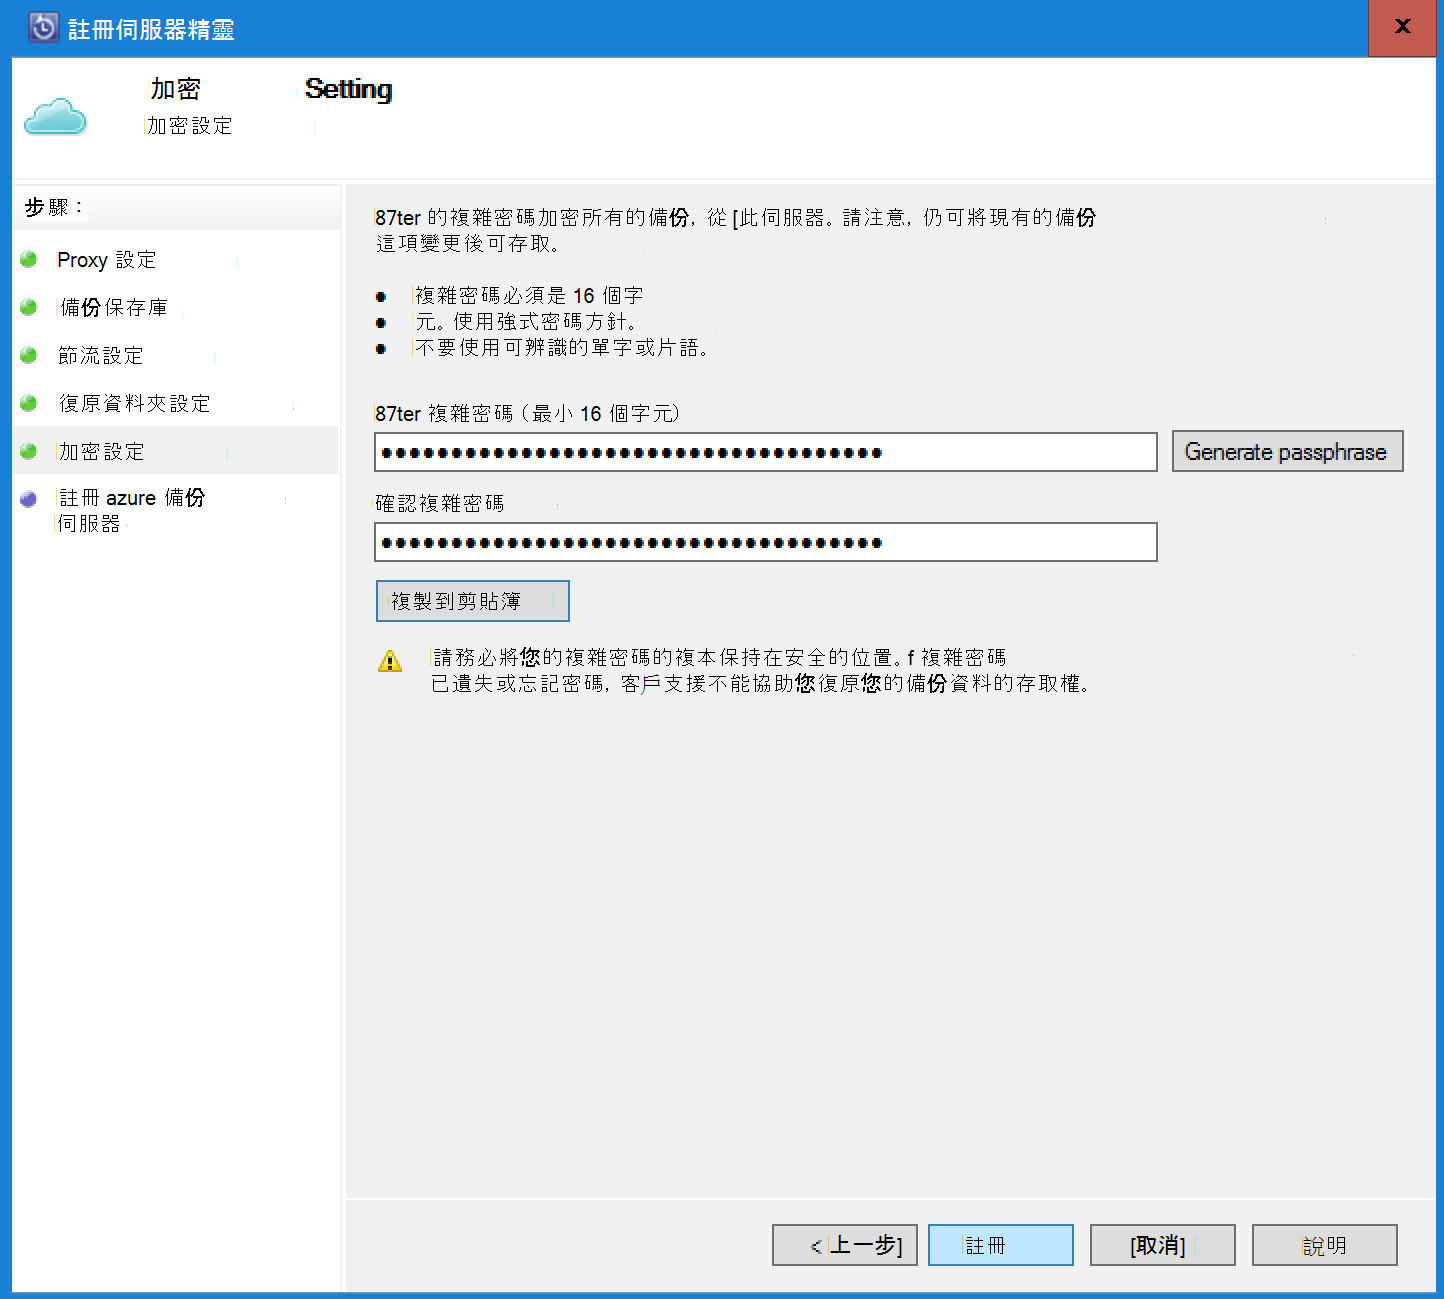 註冊伺服器精靈
x
加密 Setting
加密設定
步驟：
Proxy 設定
備份保存庫
節流設定
復原資料夾設定
加密設定
註冊 azure 備份
伺服器
87ter 的複雜密碼加密所有的備份, 從 [此伺服器。請注意, 仍可將現有的備份
這項變更後可存取。
複雜密碼必須是 16 個字
元。使用強式密碼方針。
不要使用可辨識的單字或片語。
87ter 複雜密碼 (最小 16 個字元)
Generate passphrase
確認複雜密碼
複製到剪貼簿
請務必將您的複雜密碼的複本保持在安全的位置。f 複雜密碼
已遺失或忘記密碼, 客戶支援不能協助您復原您的備份資料的存取權。
< 上一步]
註冊
[取消]
說明